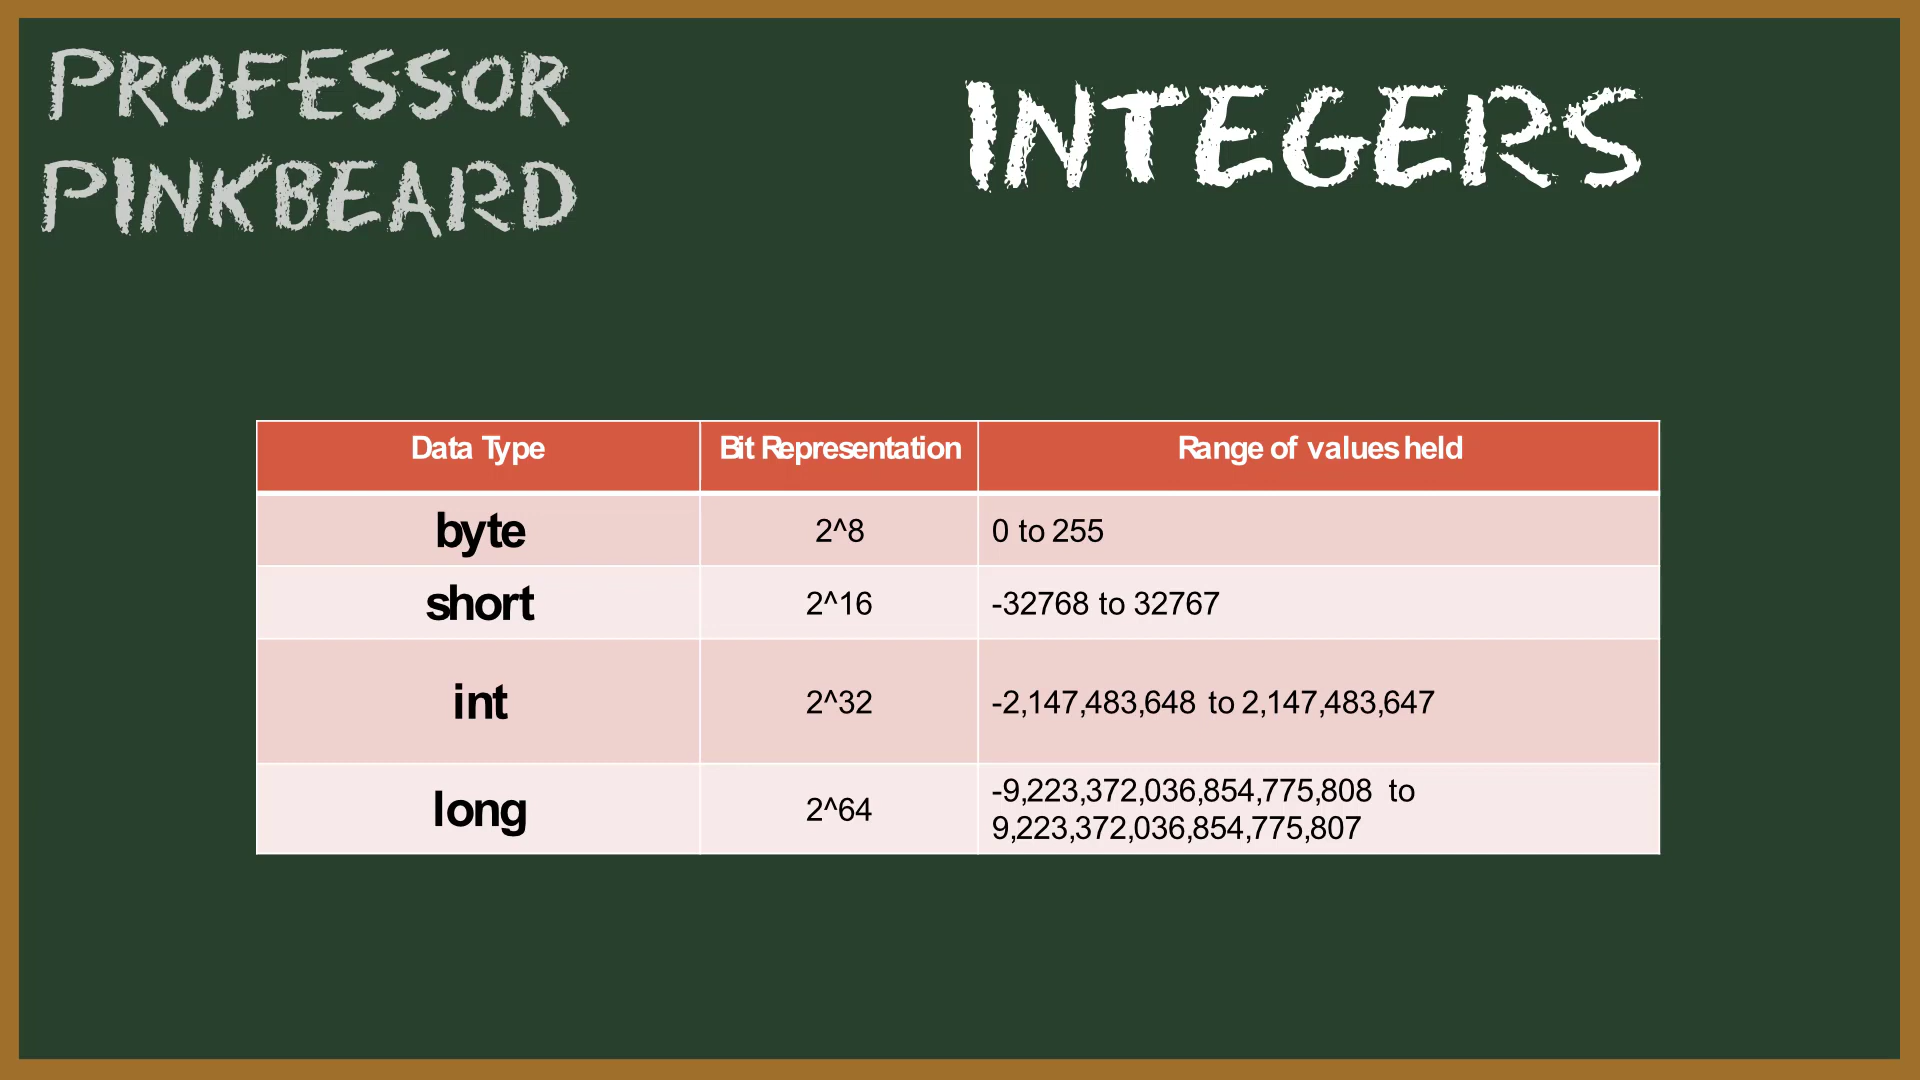 PROFESSOR
PINKBEARD
INTEGERS
Data Type Bit Representation Range of values held
byte 2^8 0 to 255
short 2^16 -32768 to 32767
int 2^32 -2,147,483,648 to 2,147,483,647
long 2^64 -9,223,372,036,854,775,808 to
9,223,372,036,854,775,807